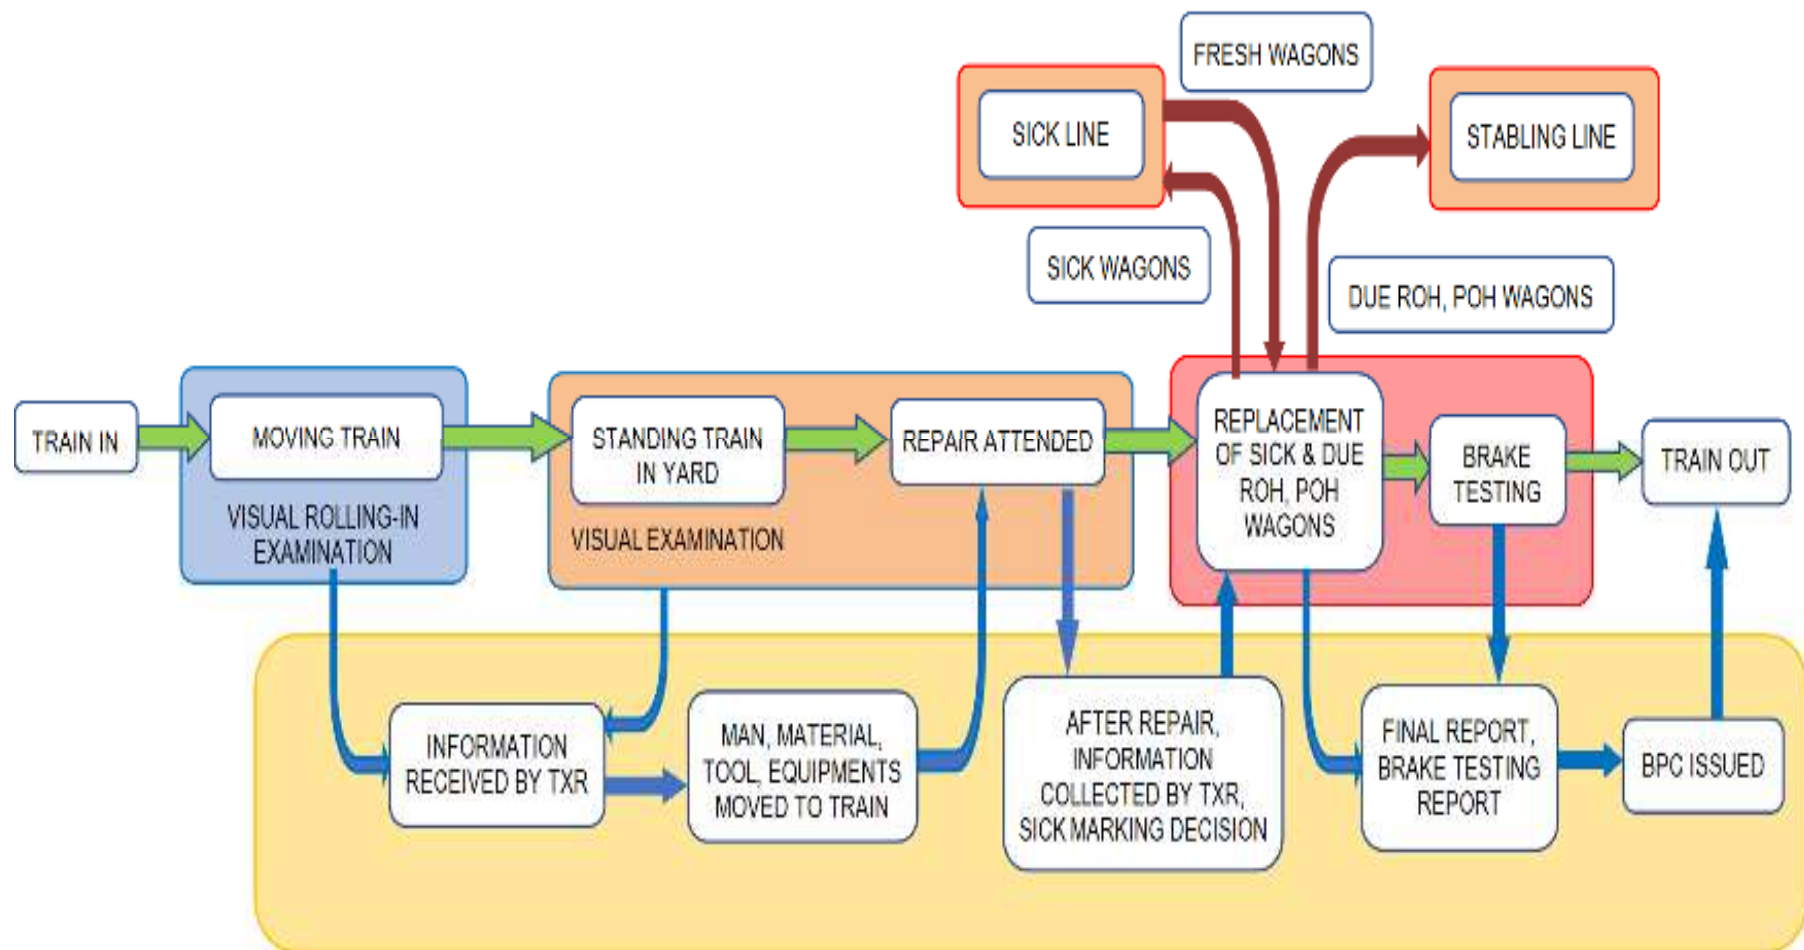 FRESH WAGONS
SICK LINE
STABLING LINE
SICK WAGONS
DUE ROH, POH WAGONS
TRAIN IN
MOVING TRAIN
VISUAL ROLLING-IN
EXAMINATION
STANDING TRAIN
IN YARD
VISUAL EXAMINATION
REPAIR ATTENDED
REPLACEMENT
OF SICK & DUE
ROH, POH
WAGONS
BRAKE
TESTING
TRAIN OUT
INFORMATION
RECEIVED BY TXR
MAN, MATERIAL,
TOOL, EQUIPMENTS
MOVED TO TRAIN
AFTER REPAIR,
INFORMATION
COLLECTED BY TXR,
SICK MARKING DECISION
FINAL REPORT,
BRAKE TESTING
REPORT
BPC ISSUED